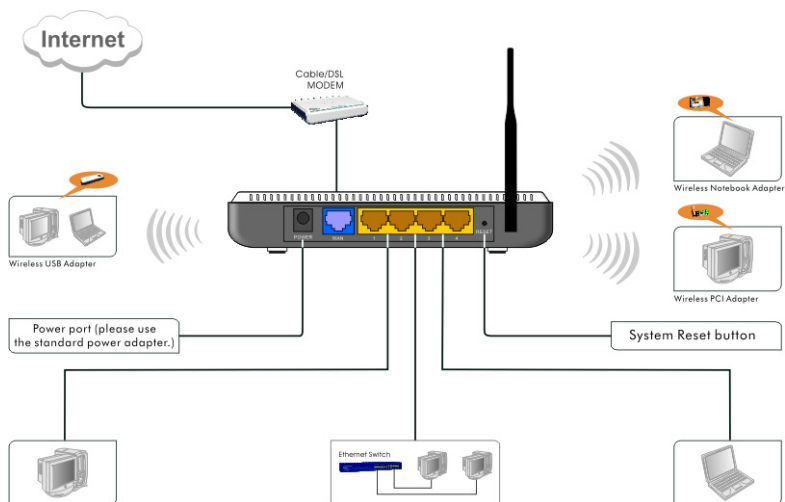 Internet
Cable/DSL
MODEM
Wireless Notebook Adapter
Wireless USB Adapter
POWER
WAN
1
2
3
4
RESET
Wireless PCI Adapter
Power port (please use
the standard power adapter.)
System Reset button
Ethernet Switch